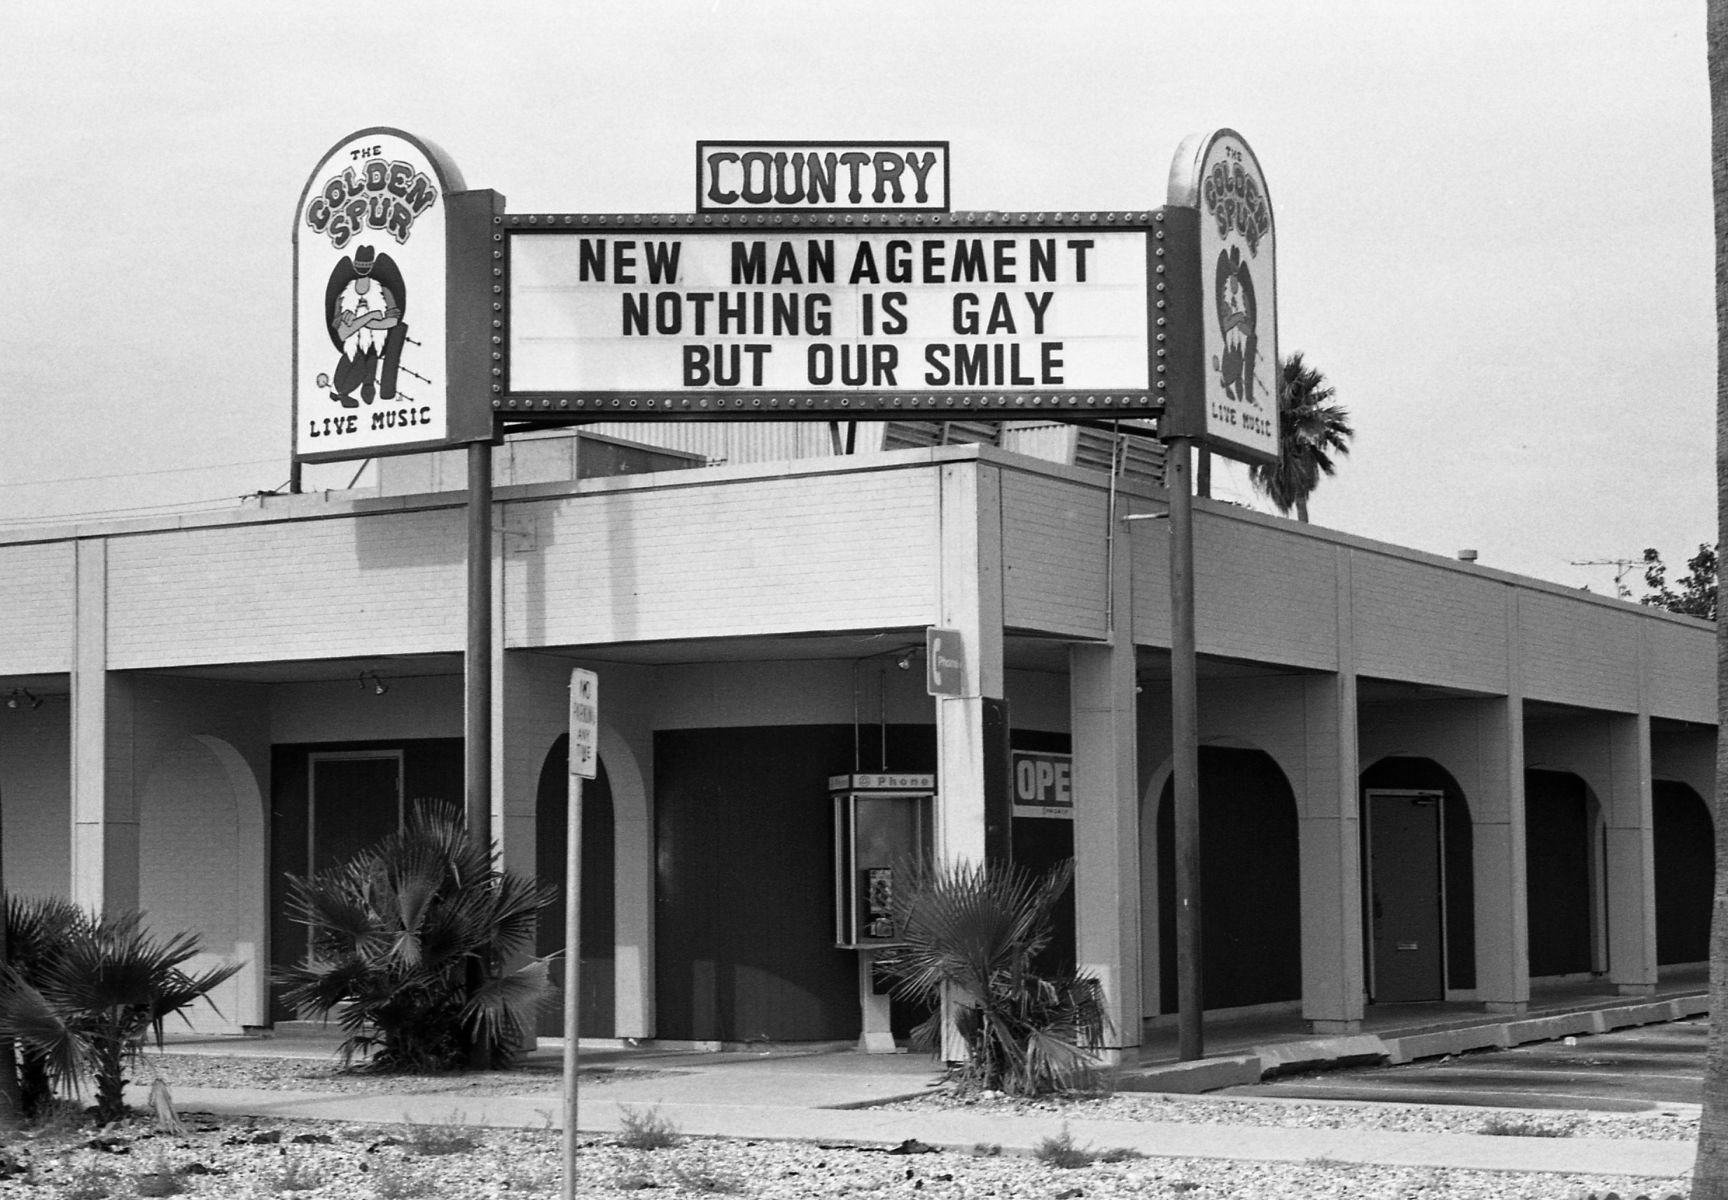 THE
GOLDEN
SPUR
LIVE MUSIC
COUNTRY
NEW MANAGEMENT
NOTHING IS GAY
BUT OUR SMILE
THE
GOLDEN
SPUR
LIVE MUSIC
NO
PARKING
ANY
TIME
Phone
Phone
OPE